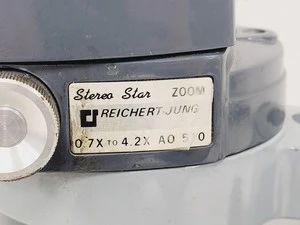 Stereo Star ZOOM
REICHERT-JUNG
0.7X TO 4.2X AO